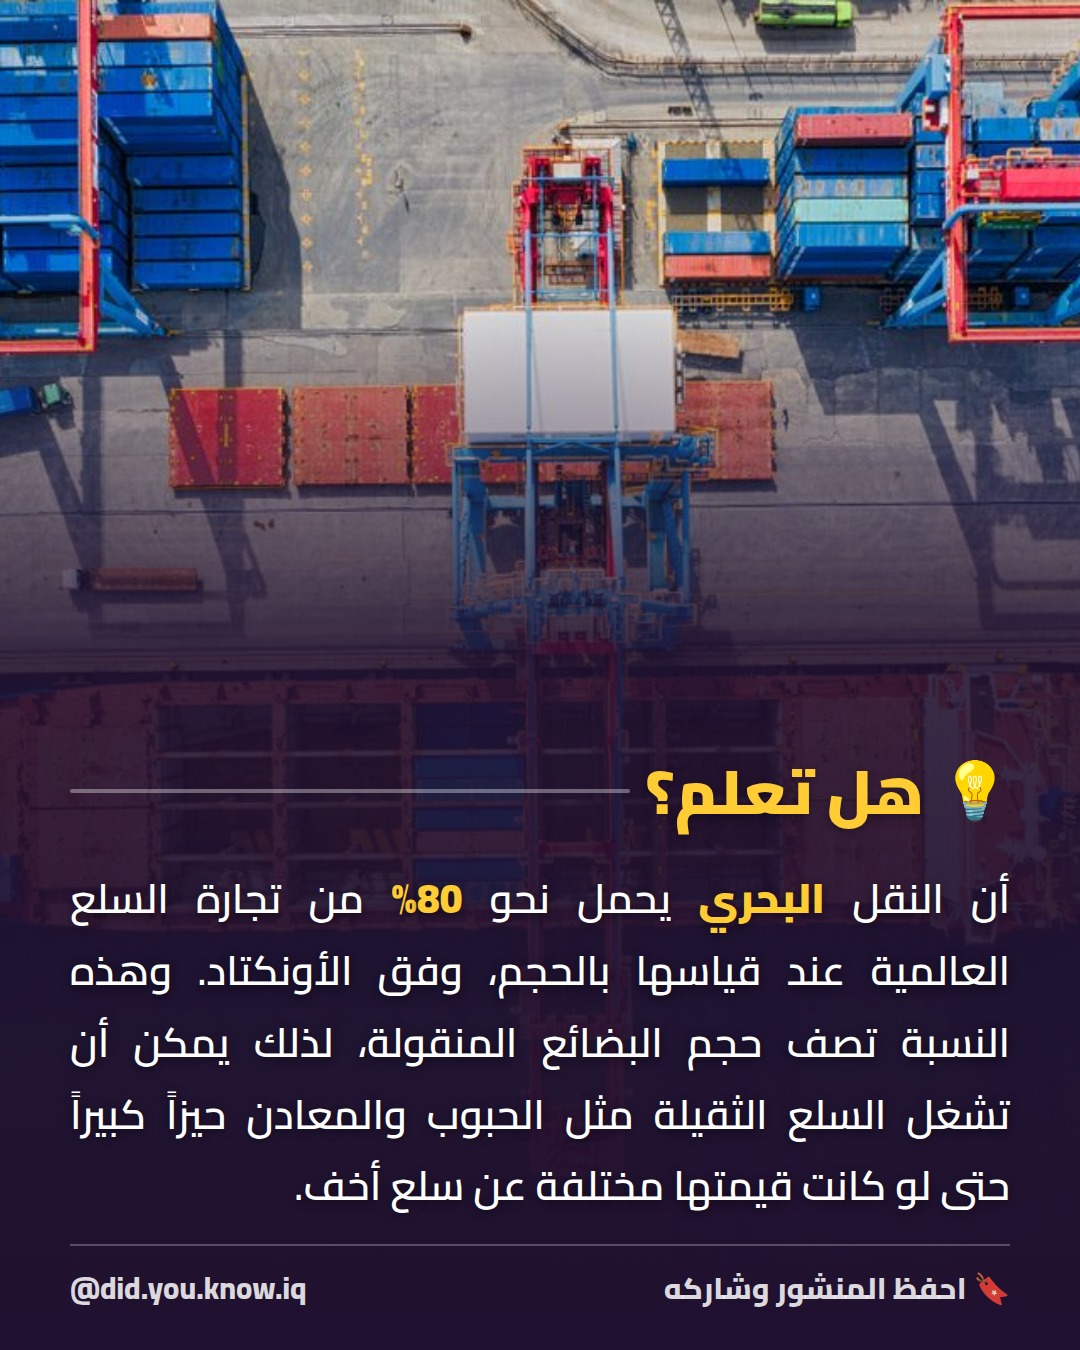 💡 هل تعلم؟
أن النقل البحري يحمل نحو 80% من تجارة السلع
العالمية عند قياسها بالحجم، وفق الأونكتاد. وهذه
النسبة تصف حجم البضائع المنقولة، لذلك يمكن أن
تشغل السلع الثقيلة مثل الحبوب والمعادن حيزاً كبيراً
حتى لو كانت قيمتها مختلفة عن سلع أخف.
🔖 احفظ المنشور وشاركه
@did.you.know.iq